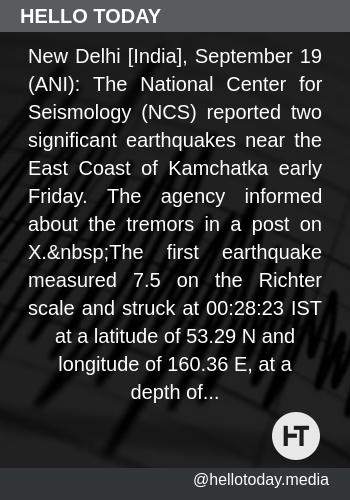 HELLO TODAY
New Delhi [India], September 19
(ANI): The National Center for
Seismology (NCS) reported two
significant earthquakes near the
East Coast of Kamchatka early
Friday. The agency informed
about the tremors in a post on
X.&nbsp;The first earthquake
measured 7.5 on the Richter
scale and struck at 00:28:23 IST
at a latitude of 53.29 N and
longitude of 160.36 E, at a
depth of...
HT
@hellotoday.media